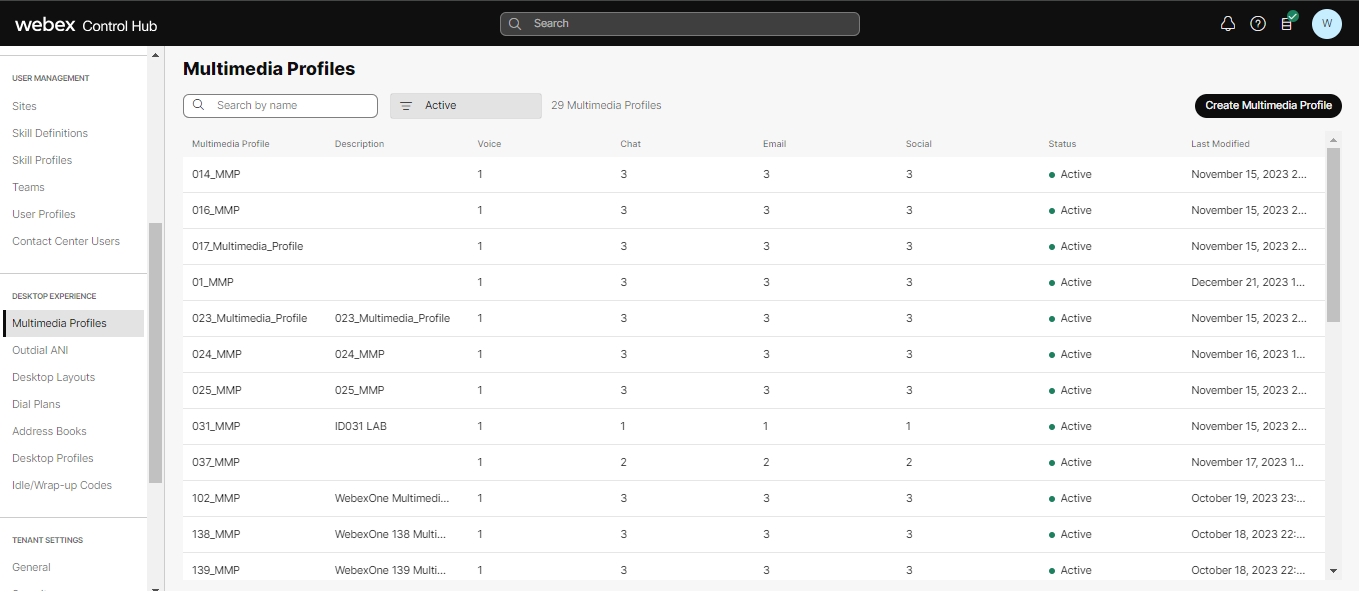 webex Control Hub
Search
W
USER MANAGEMENT
Sites
Skill Definitions
Skill Profiles
Teams
User Profiles
Contact Center Users
DESKTOP EXPERIENCE
Multimedia Profiles
Outdial ANI
Desktop Layouts
Dial Plans
Address Books
Desktop Profiles
Idle/Wrap-up Codes
TENANT SETTINGS
General
Multimedia Profiles
Search by name
Active
29 Multimedia Profiles
Create Multimedia Profile
Multimedia Profile Description Voice Chat Email Social Status Last Modified
014_MMP 1 3 3 3 Active November 15, 2023 2...
016_MMP 1 3 3 3 Active November 15, 2023 2...
017_Multimedia_Profile 1 3 3 3 Active November 15, 2023 2...
01_MMP 1 3 3 3 Active December 21, 2023 1...
023_Multimedia_Profile 023_Multimedia_Profile 1 3 3 3 Active November 15, 2023 2...
024_MMP 024_MMP 1 3 3 3 Active November 16, 2023 1...
025_MMP 025_MMP 1 3 3 3 Active November 15, 2023 2...
031_MMP ID031 LAB 1 1 1 1 Active November 15, 2023 2...
037_MMP 1 2 2 2 Active November 17, 2023 1...
102_MMP WebexOne Multimedi... 1 3 3 3 Active October 19, 2023 23:...
138_MMP WebexOne 138 Multi... 1 3 3 3 Active October 18, 2023 22:...
139_MMP WebexOne 139 Multi... 1 3 3 3 Active October 18, 2023 22:...